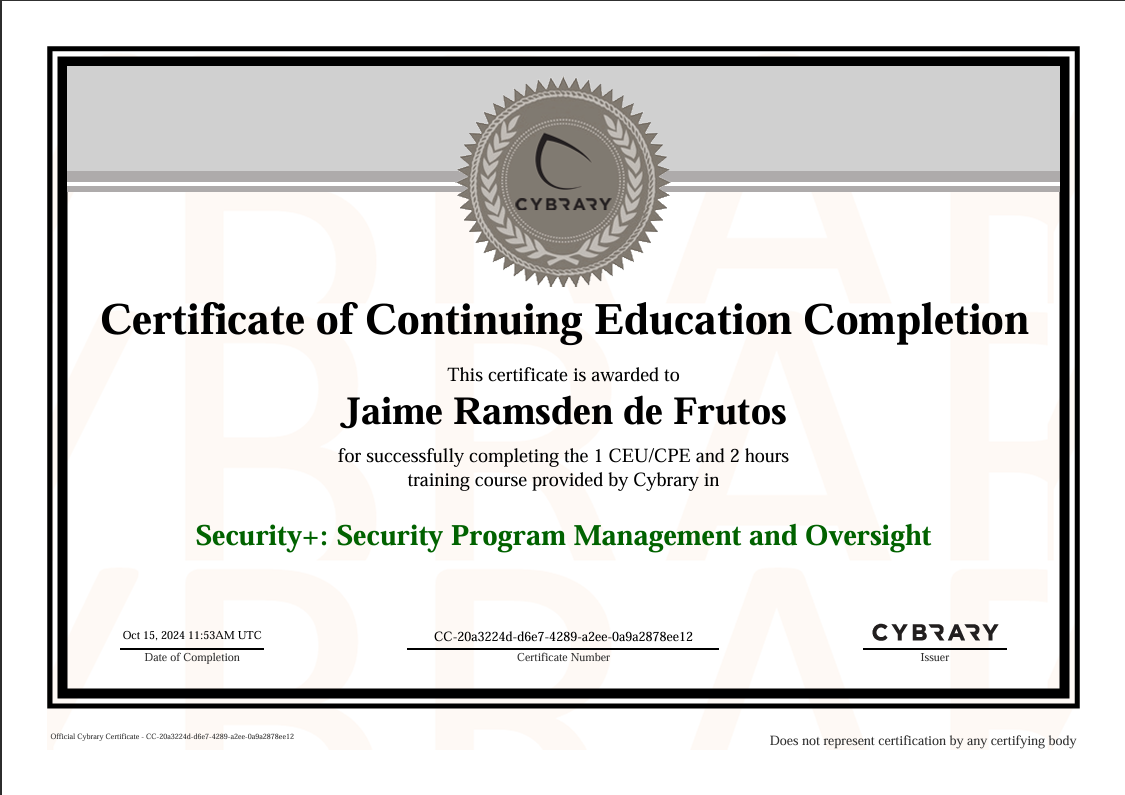 CYBRARY
Certificate of Continuing Education Completion
This certificate is awarded to
Jaime Ramsden de Frutos
for successfully completing the 1 CEU/CPE and 2 hours
training course provided by Cybrary in
Security+: Security Program Management and Oversight
Oct 15, 2024 11:53AM UTC
Date of Completion
CC-20a3224d-d6e7-4289-a2ee-0a9a2878ee12
Certificate Number
CYBRARY
Issuer
Official Cybrary Certificate - CC-20a3224d-d6e7-4289-a2ee-0a9a2878ee12
Does not represent certification by any certifying body